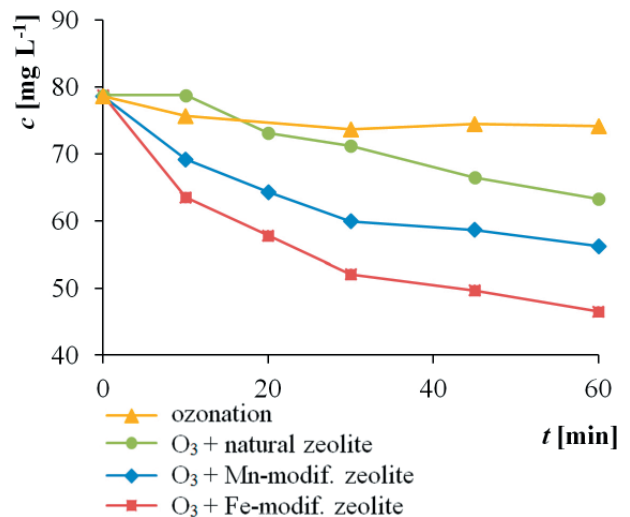 90
80
70
60
50
40
c [mg L⁻¹]
0
20
40
60
t [min]
ozonation
O₃ + natural zeolite
O₃ + Mn-modif. zeolite
O₃ + Fe-modif. zeolite